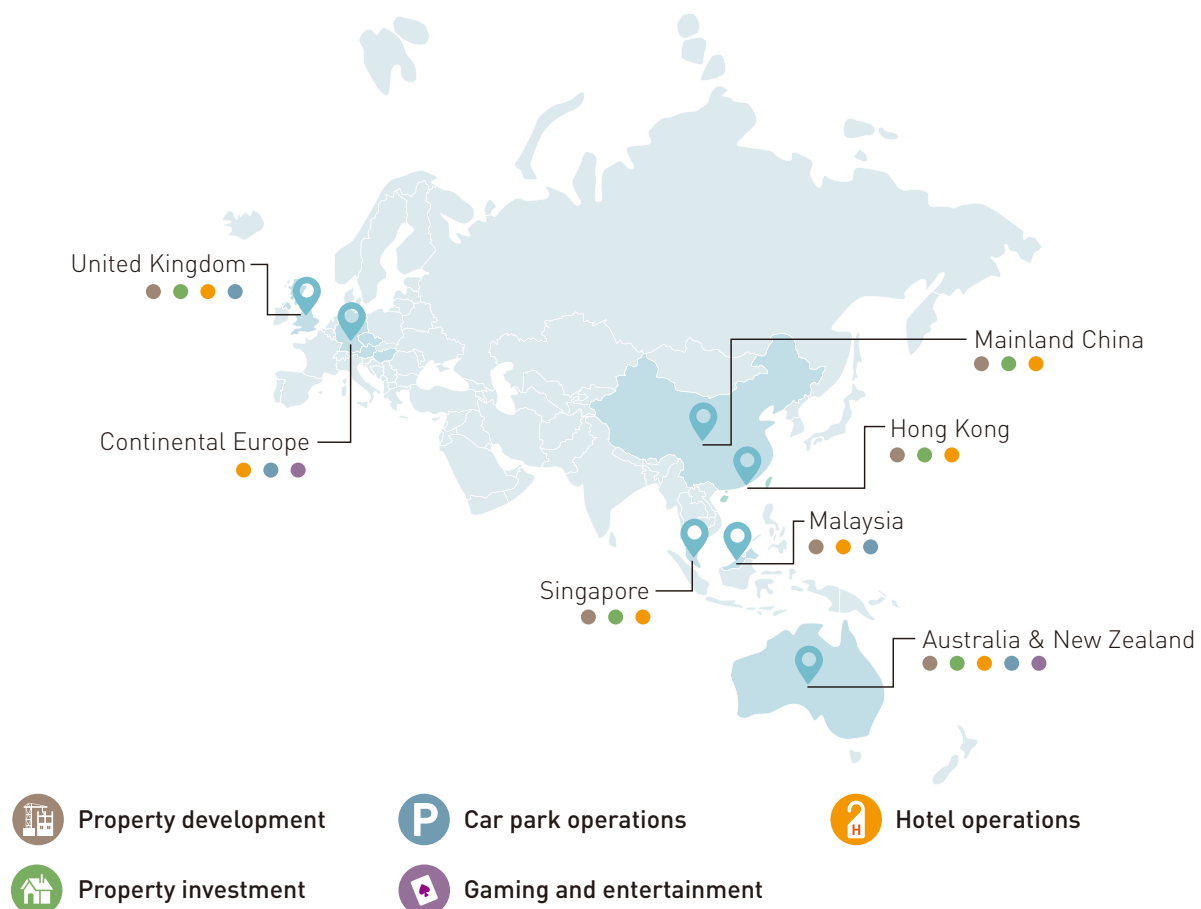 United Kingdom
Mainland China
Hong Kong
Continental Europe
Malaysia
Singapore
Australia & New Zealand
Property development
P
Car park operations
H
Hotel operations
Property investment
Gaming and entertainment